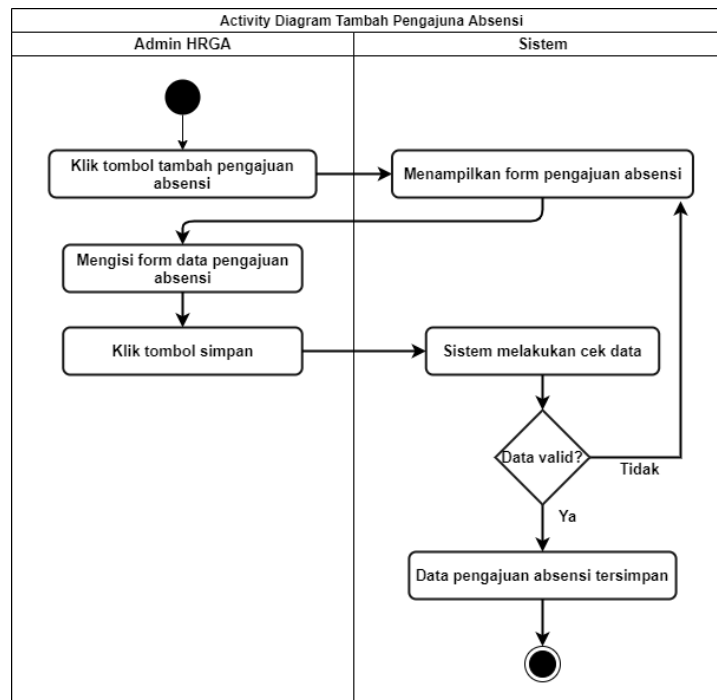 Activity Diagram Tambah Pengajuna Absensi
Admin HRGA
Sistem
Klik tombol tambah pengajuan
absensi
Menampilkan form pengajuan absensi
Mengisi form data pengajuan
absensi
Klik tombol simpan
Sistem melakukan cek data
Data valid?
Tidak
Ya
Data pengajuan absensi tersimpan